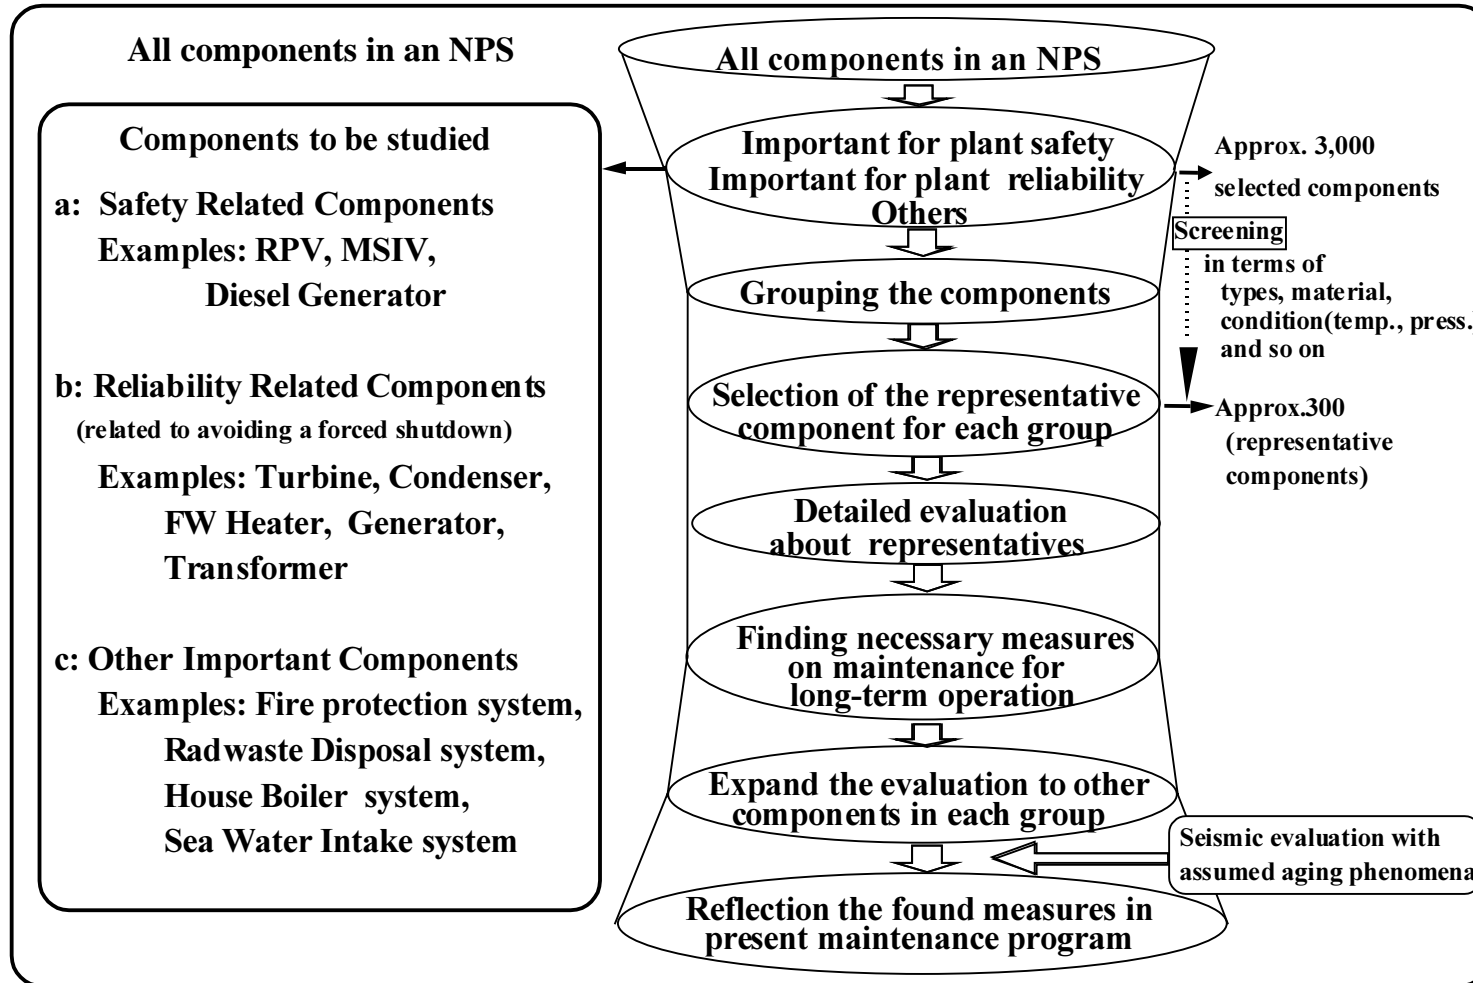 All components in an NPS
Components to be studied
a: Safety Related Components
Examples: RPV, MSIV,
Diesel Generator
b: Reliability Related Components
(related to avoiding a forced shutdown)
Examples: Turbine, Condenser,
FW Heater, Generator,
Transformer
c: Other Important Components
Examples: Fire protection system,
Radwaste Disposal system,
House Boiler system,
Sea Water Intake system
All components in an NPS
Important for plant safety
Important for plant reliability
Others
Grouping the components
Selection of the representative
component for each group
Detailed evaluation
about representatives
Finding necessary measures
on maintenance for
long-term operation
Expand the evaluation to other
components in each group
Reflection the found measures in
present maintenance program
Approx. 3,000
selected components
Screening
in terms of
types, material,
condition(temp., press.)
and so on
Approx.300
(representative
components)
Seismic evaluation with
assumed aging phenomena